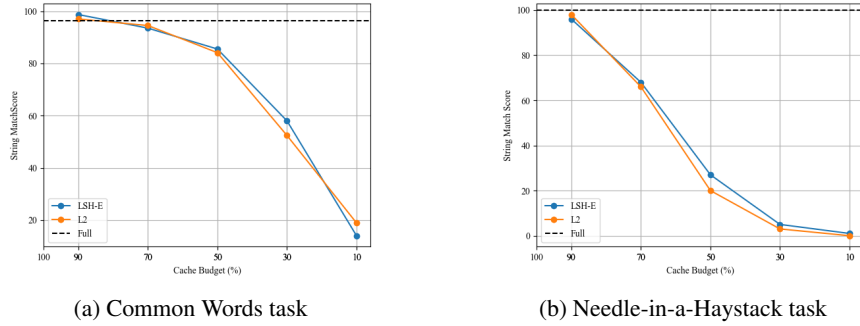 100
80
60
40
20
String MatchScore
LSH-E
L2
Full
100
90
70
50
30
10
Cache Budget (%)
(a) Common Words task
100
80
60
40
20
0
String Match Score
LSH-E
L2
Full
100
90
70
50
30
10
Cache Budget (%)
(b) Needle-in-a-Haystack task